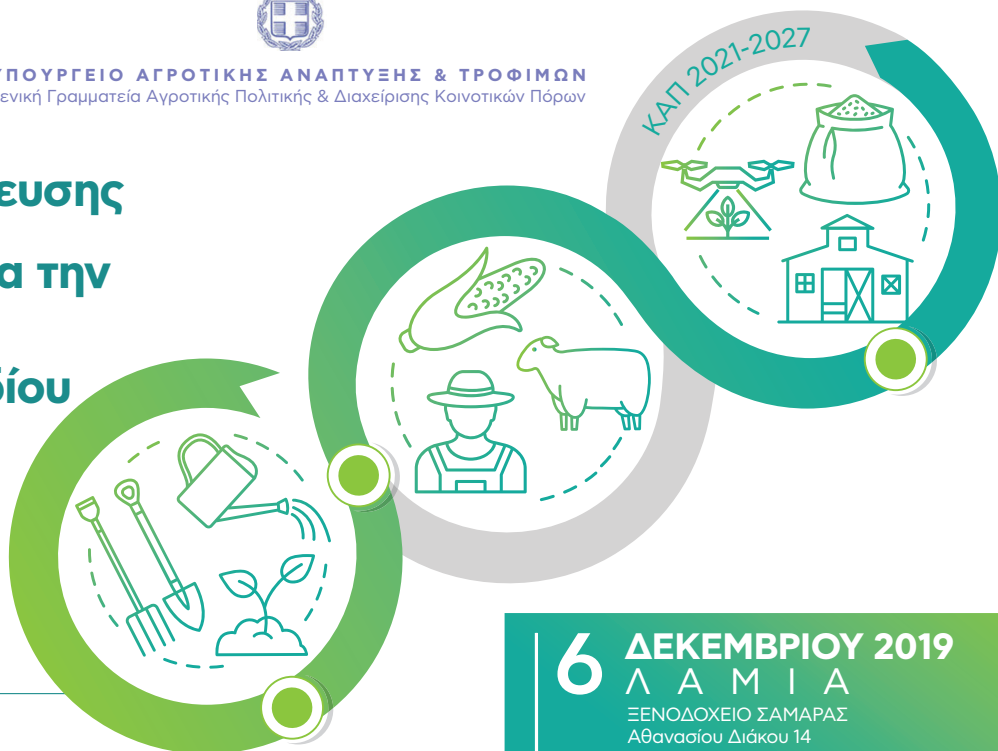 ΥΠΟΥΡΓΕΙΟ ΑΓΡΟΤΙΚΗΣ ΑΝΑΠΤΥΞΗΣ & ΤΡΟΦΙΜΩΝ
ενική Γραμματεία Αγροτικής Πολιτικής & Διαχείρισης Κοινοτικών Πόρων
ΚΑΠ 2021-2027
ευσης
α την
δίου
6 ΔΕΚΕΜΒΡΙΟΥ 2019
ΛΑΜΙΑ
ΞΕΝΟΔΟΧΕΙΟ ΣΑΜΑΡΑΣ
Αθανασίου Διάκου 14